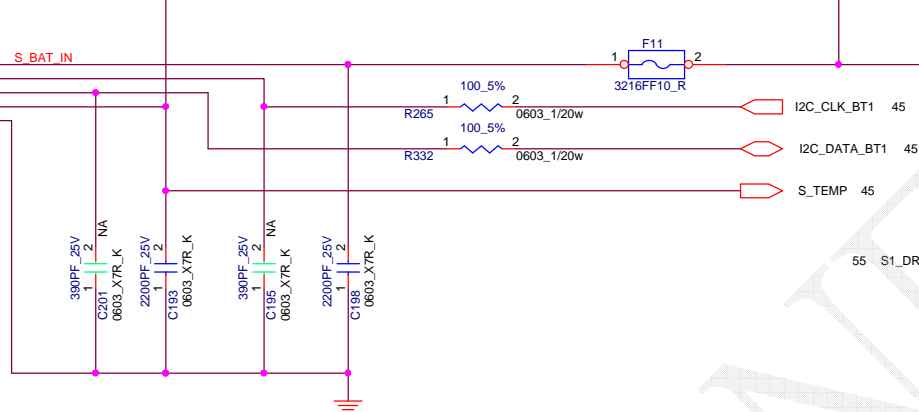 S_BAT_IN
F11
1
2
3216FF10_R
100_5%
1
2
R265
0603_1/20w
I2C_CLK_BT1 45
100_5%
1
2
R332
0603_1/20w
I2C_DATA_BT1 45
S_TEMP 45
55 S1_DR
390PF_25V
2
1
NA
C201
0603_X7R_K
2200PF_25V
2
1
C193
0603_X7R_K
390PF_25V
2
1
NA
C195
0603_X7R_K
2200PF_25V
2
1
C198
0603_X7R_K